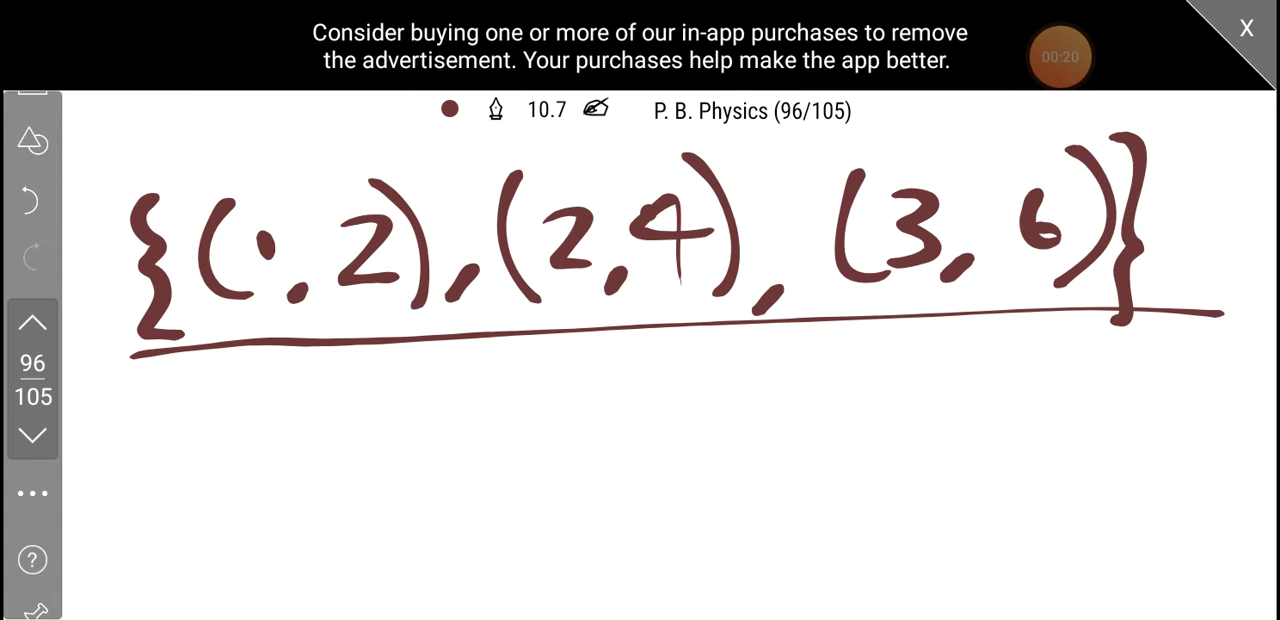 Consider buying one or more of our in-app purchases to remove
the advertisement. Your purchases help make the app better.
X
00:20
10.7 P. B. Physics (96/105)
{(1, 2), (2,4), (3, 6)}
96
105
?